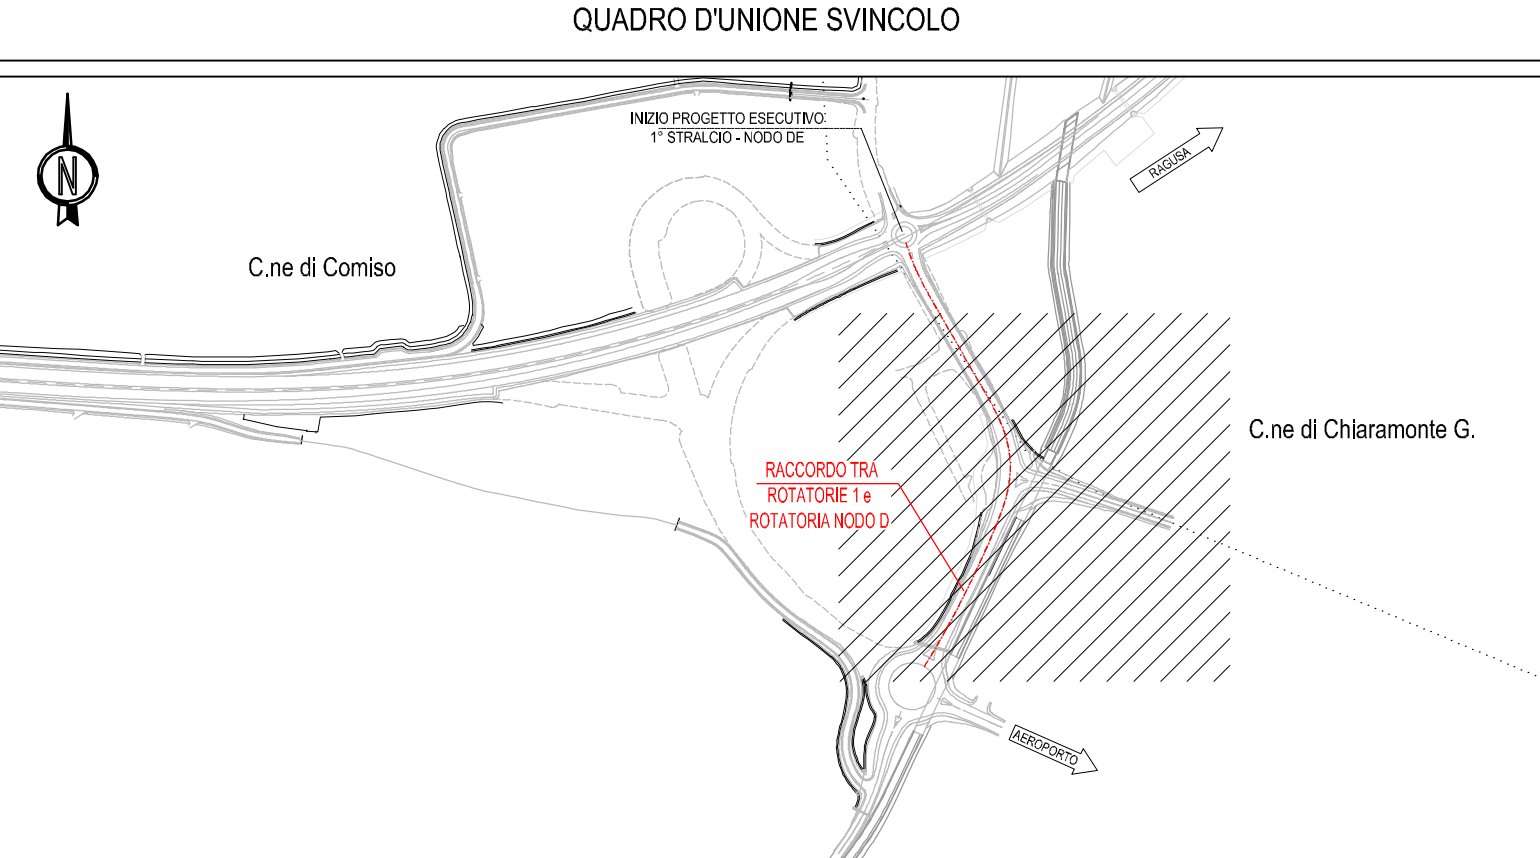 QUADRO D'UNIONE SVINCOLO
INIZIO PROGETTO ESECUTIVO:
1° STRALCIO - NODO DE
RAGUSA
N
C.ne di Comiso
C.ne di Chiaramonte G.
RACCORDO TRA
ROTATORIE 1 e
ROTATORIA NODO D
AEROPORTO